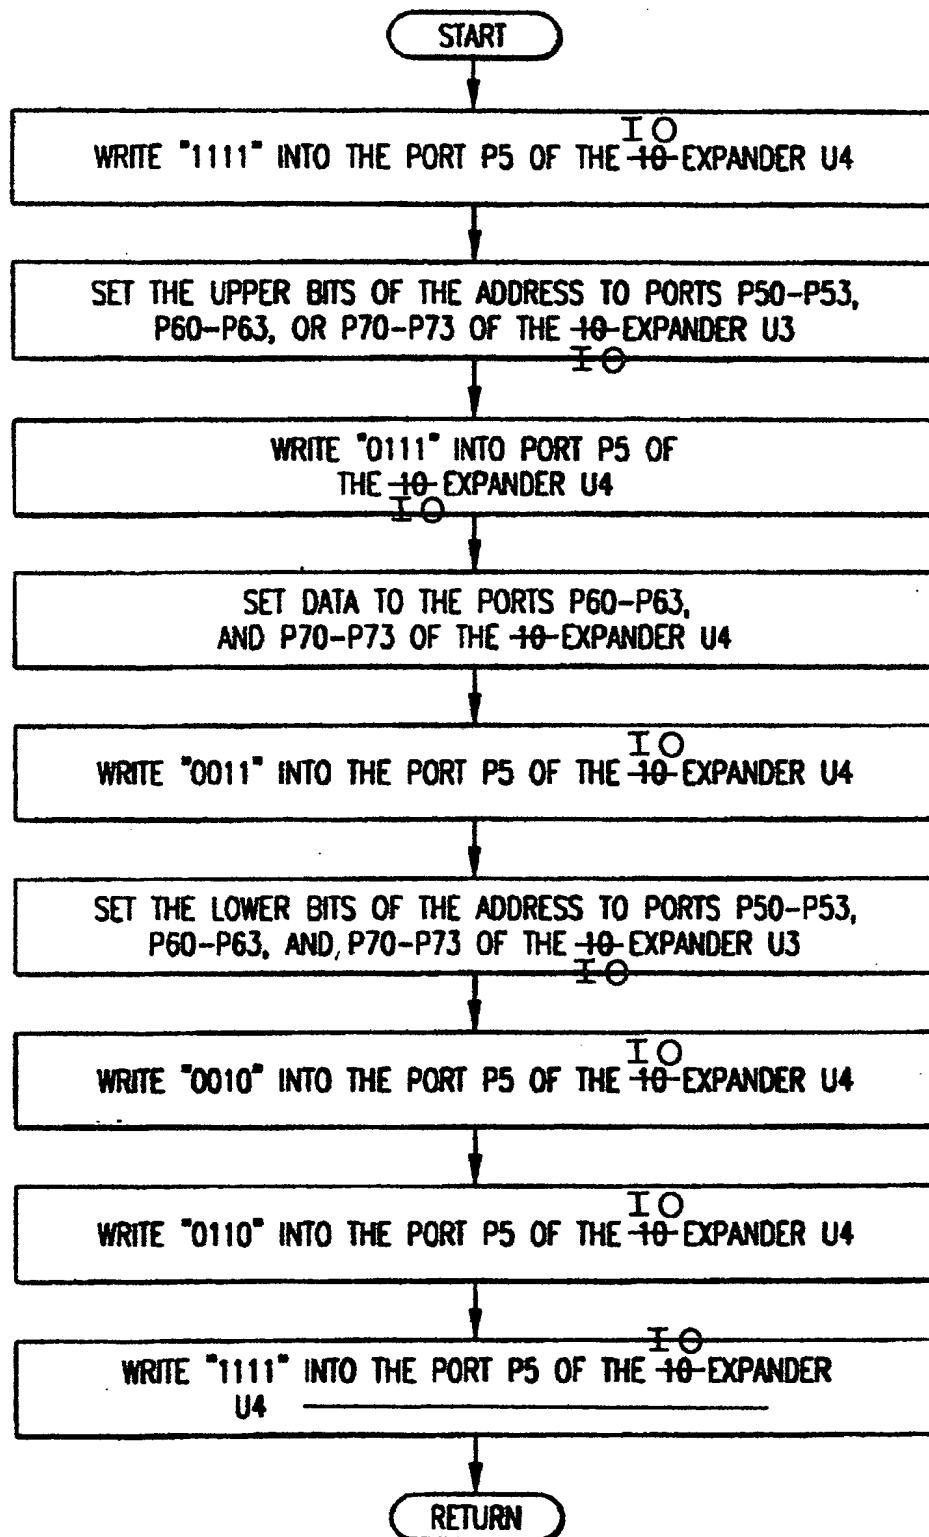 START
IO
WRITE "1111" INTO THE PORT P5 OF THE 10 EXPANDER U4
SET THE UPPER BITS OF THE ADDRESS TO PORTS P50-P53,
P60-P63, OR P70-P73 OF THE 10 EXPANDER U3
IO
WRITE "0111" INTO PORT P5 OF
THE 10 EXPANDER U4
IO
SET DATA TO THE PORTS P60-P63,
AND P70-P73 OF THE 10 EXPANDER U4
IO
WRITE "0011" INTO THE PORT P5 OF THE 10 EXPANDER U4
SET THE LOWER BITS OF THE ADDRESS TO PORTS P50-P53,
P60-P63, AND P70-P73 OF THE 10 EXPANDER U3
IO
IO
WRITE "0010" INTO THE PORT P5 OF THE 10 EXPANDER U4
IO
WRITE "0110" INTO THE PORT P5 OF THE 10 EXPANDER U4
IO
WRITE "1111" INTO THE PORT P5 OF THE 10 EXPANDER
U4
RETURN